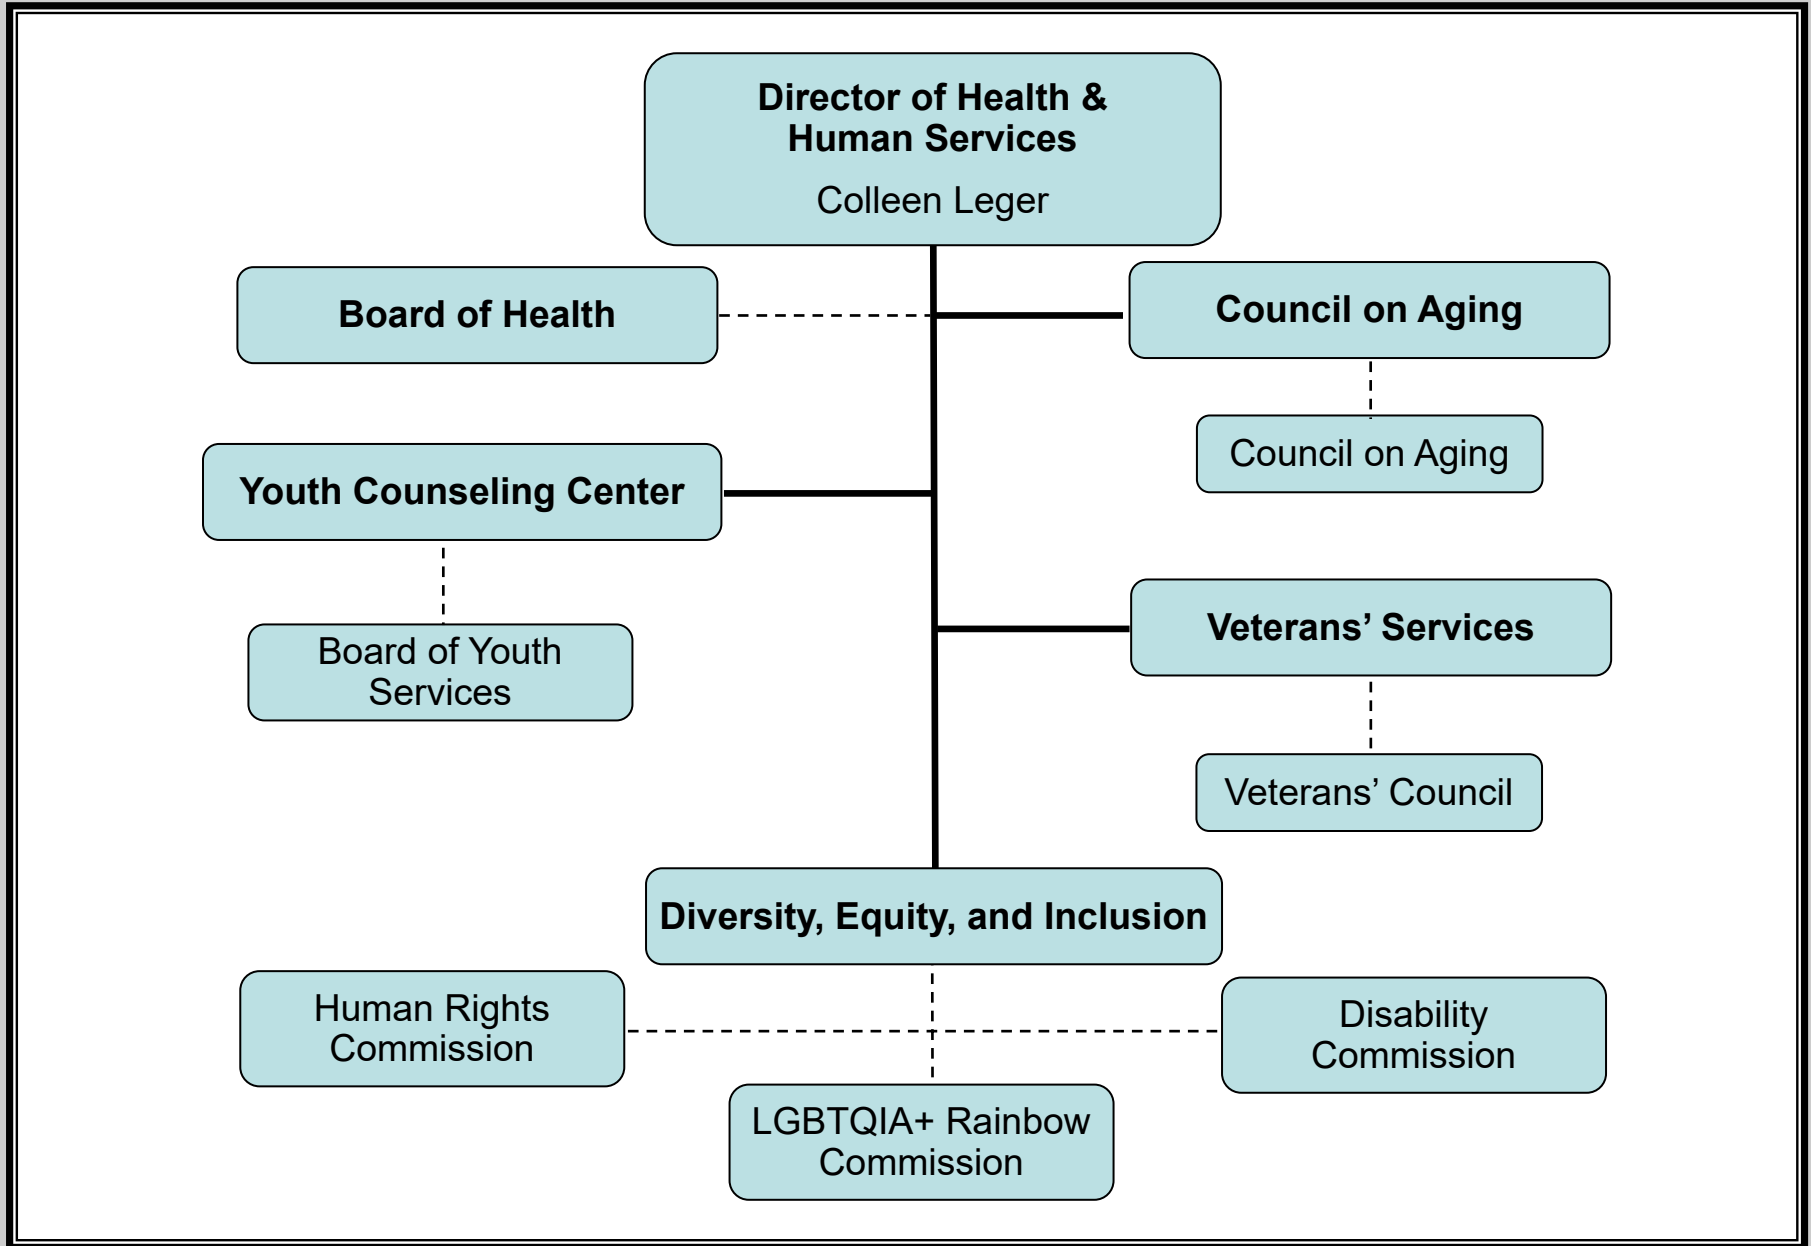 Director of Health &
Human Services
Colleen Leger
Board of Health
Council on Aging
Council on Aging
Youth Counseling Center
Board of Youth
Services
Veterans’ Services
Veterans’ Council
Diversity, Equity, and Inclusion
Human Rights
Commission
Disability
Commission
LGBTQIA+ Rainbow
Commission